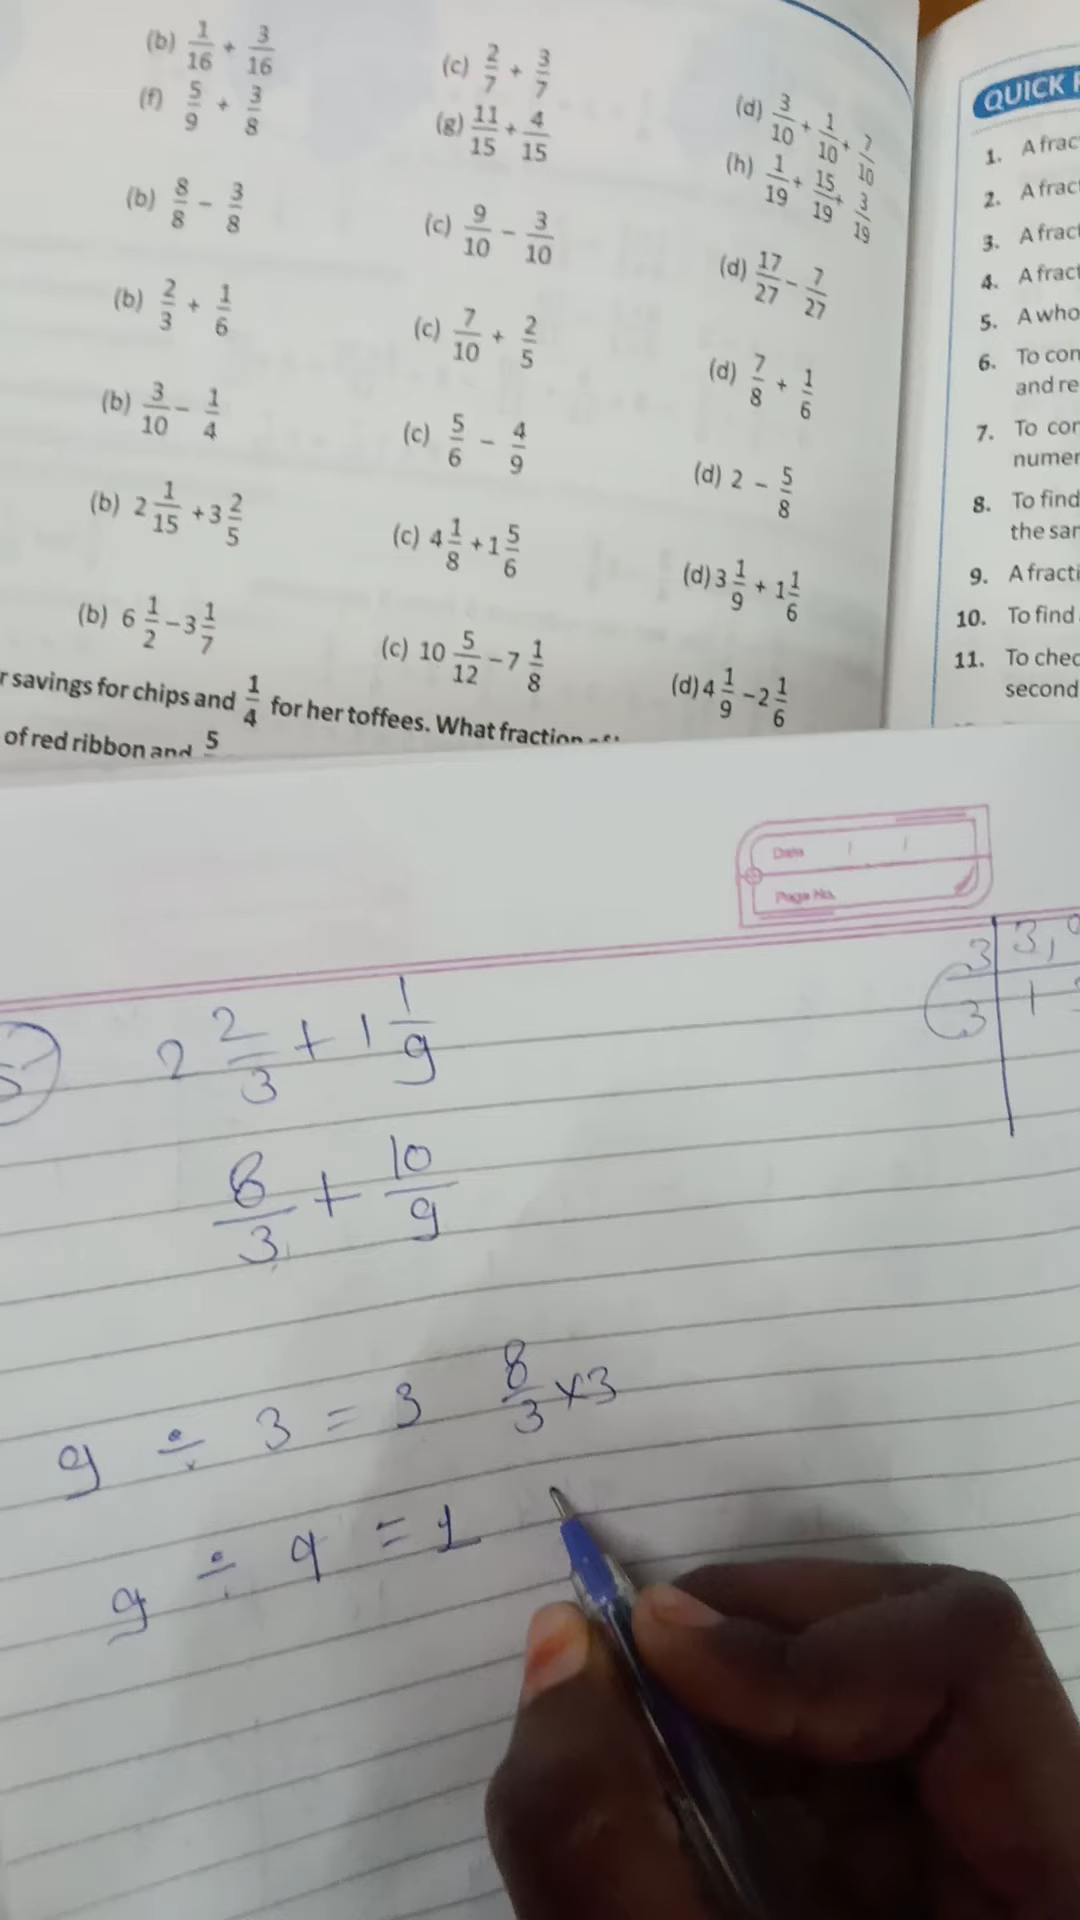 (b) 1/16 + 3/16 (c) 2/7 + 3/7 (d) 3/10 + 1/10 + 7/10
(f) 5/9 + 3/8 (g) 11/15 + 4/15 (h) 1/19 + 15/19 + 3/19
(b) 8/8 − 3/8 (c) 9/10 − 3/10 (d) 17/27 − 7/27
(b) 2/3 + 1/6 (c) 7/10 + 2/5 (d) 7/8 + 1/6
(b) 3/10 − 1/4 (c) 5/6 − 4/9 (d) 2 − 5/8
(b) 2 1/15 + 3 2/5 (c) 4 1/8 + 1 5/6 (d) 3 1/9 + 1 1/6
(b) 6 1/2 − 3 1/7 (c) 10 5/12 − 7 1/8 (d) 4 1/9 − 2 1/6
r savings for chips and 1/4 for her toffees. What fraction
of red ribbon and 5
QUICK
1. A frac
2. A fract
3. A fract
4. A fract
5. A who
6. To con
and re
7. To cor
numer
8. To find
the sar
9. A fracti
10. To find
11. To chec
second
Date / /
Page No.
3 | 3,
3 | 1
2 2/3 + 1 1/9
8/3 + 10/9
9 ÷ 3 = 3 8/3 × 3
9 ÷ 9 = 1